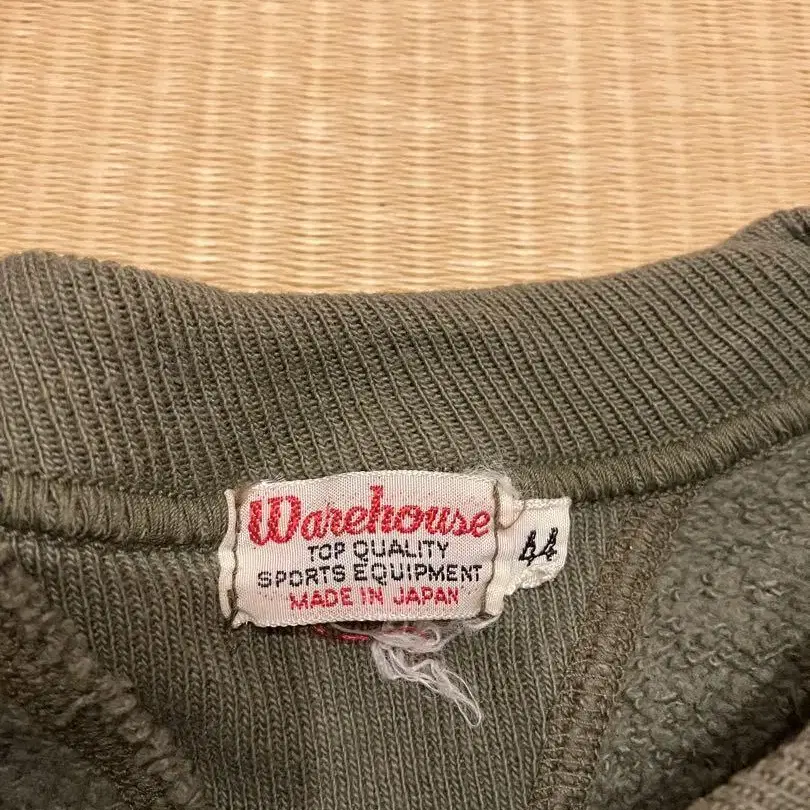 Warehouse
TOP QUALITY
SPORTS EQUIPMENT
MADE IN JAPAN
44